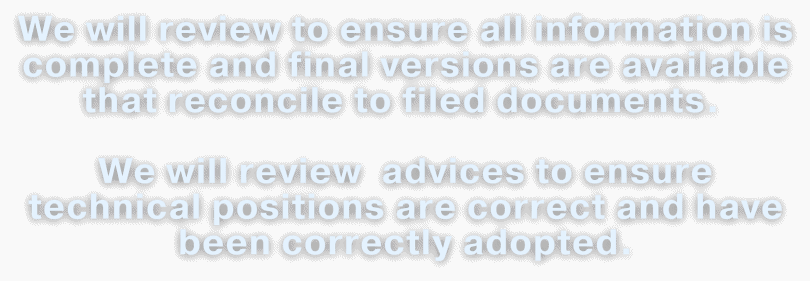 We will review to ensure all information is
complete and final versions are available
that reconcile to filed documents.
We will review  advices to ensure
technical positions are correct and have
been correctly adopted.